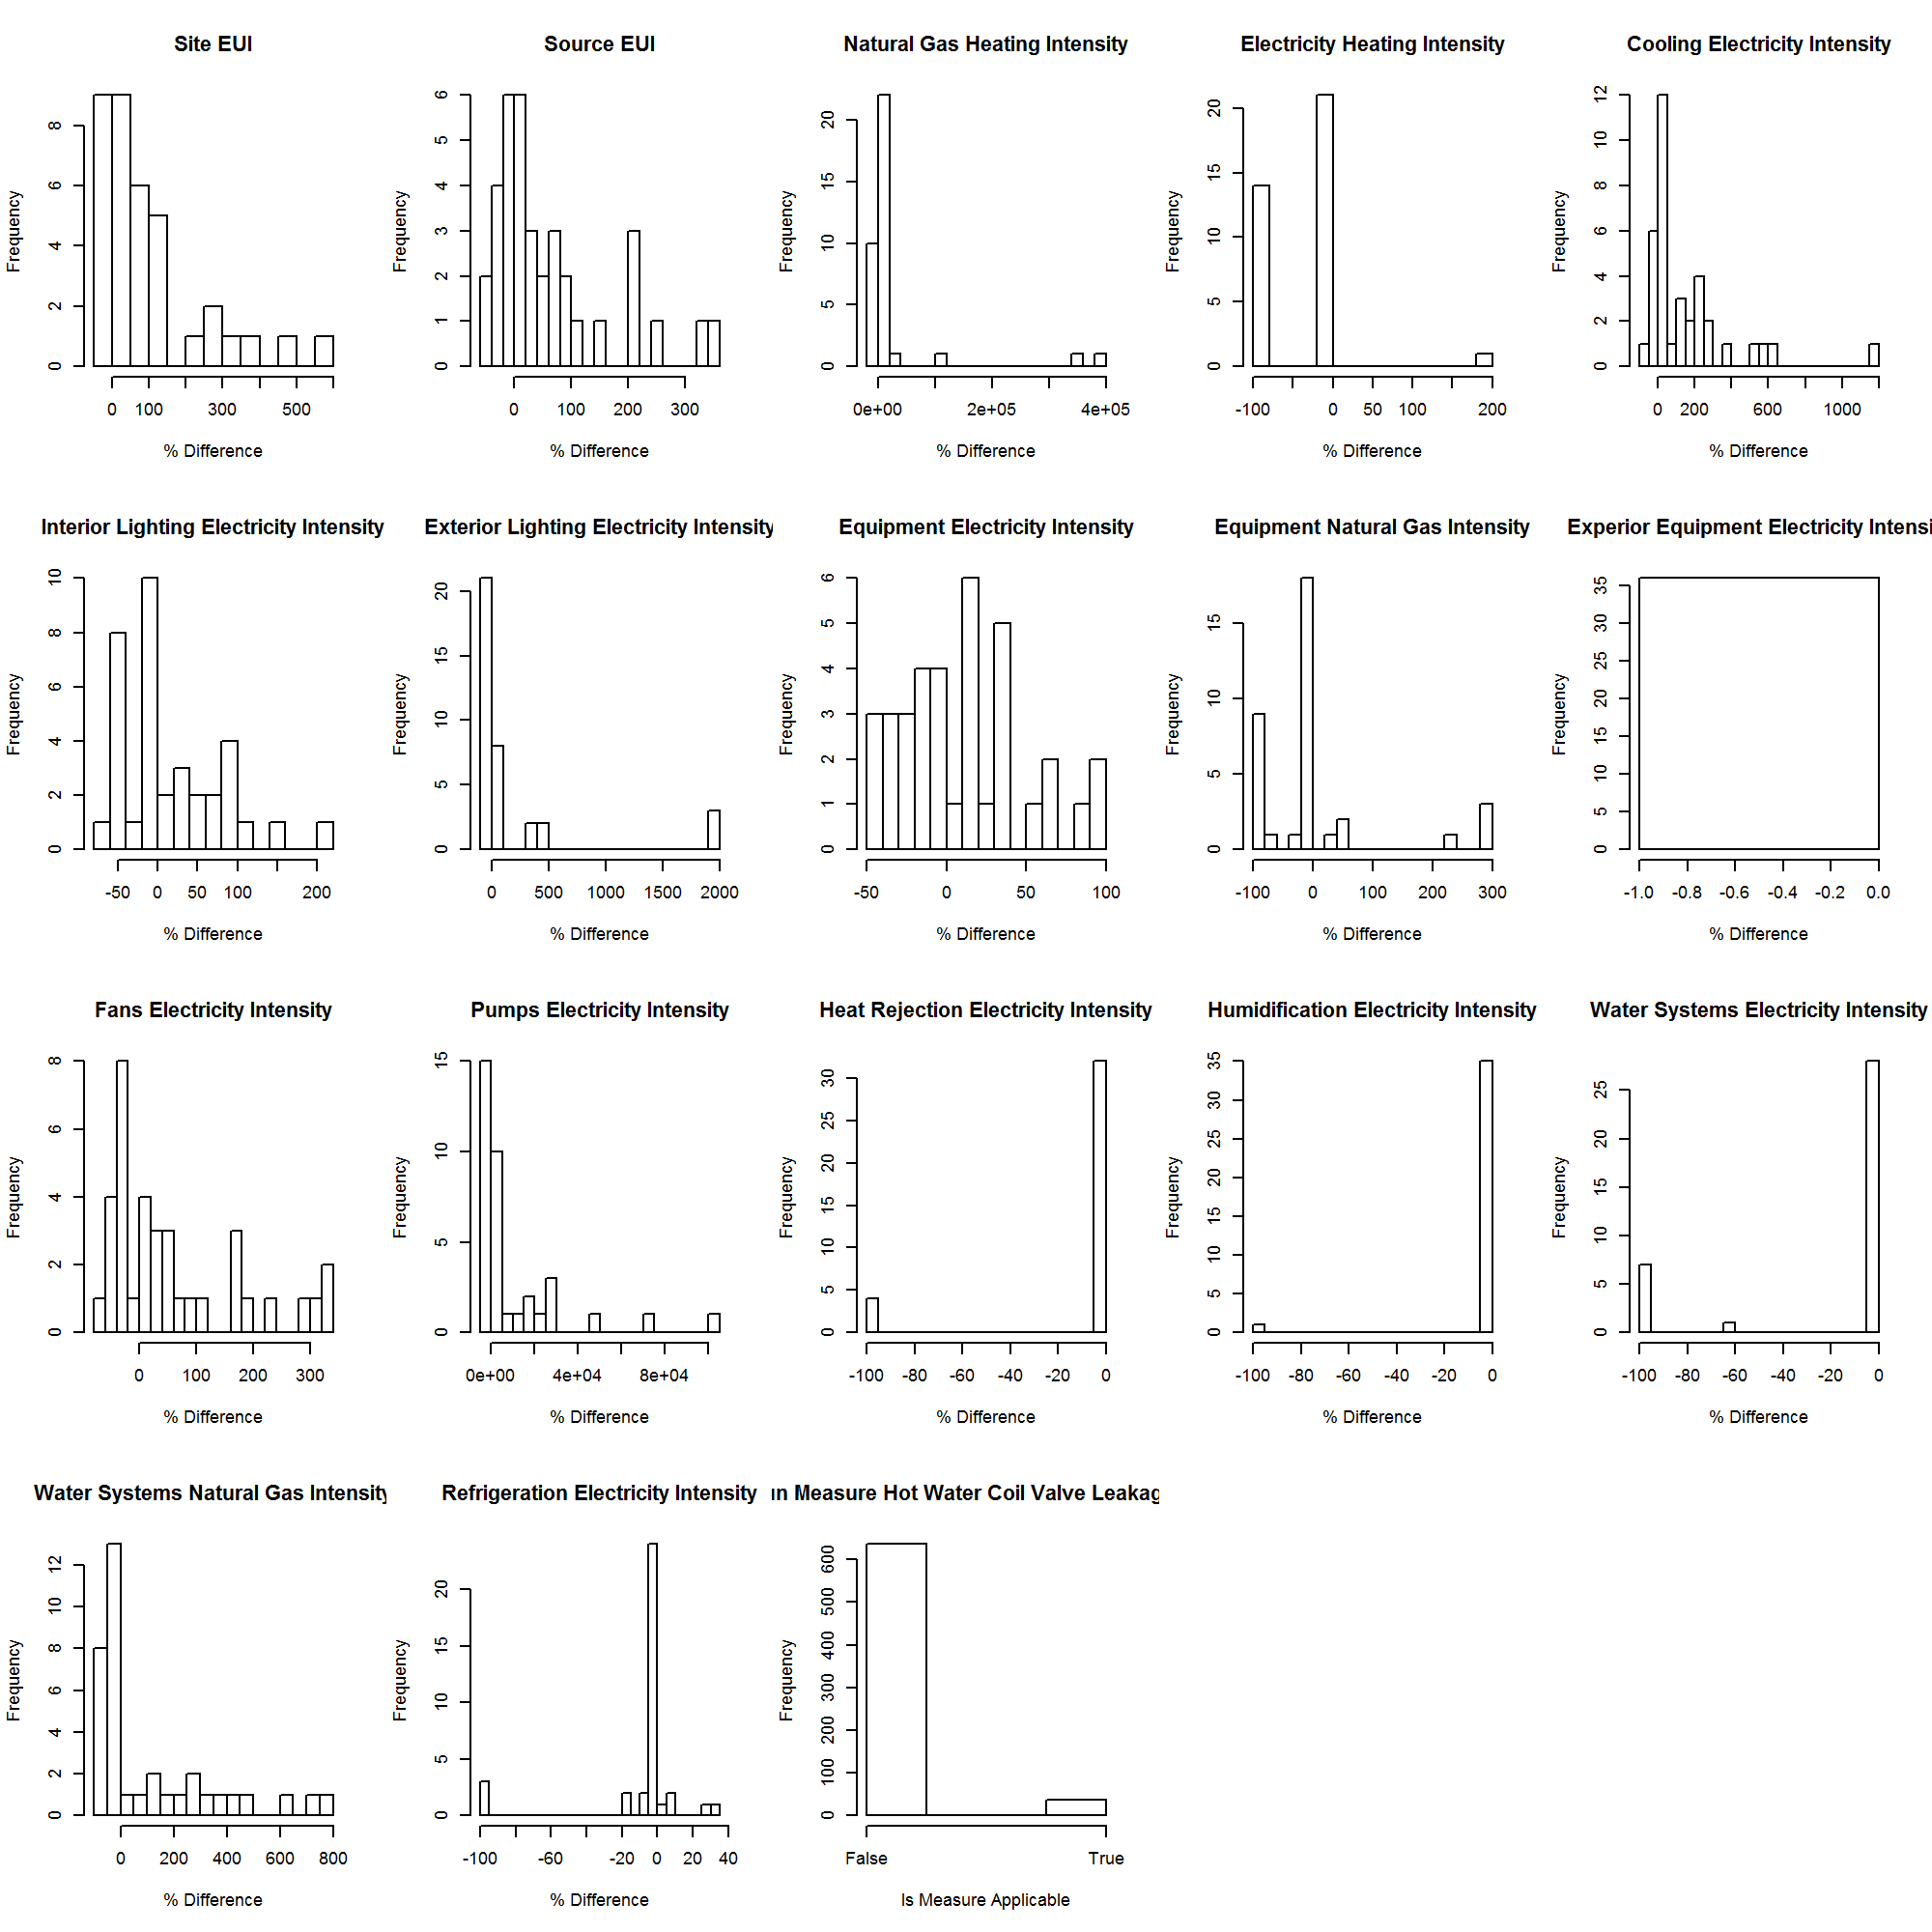 Site EUI
Frequency
0 2 4 6 8
0 100 300 500
% Difference
Source EUI
Frequency
0 1 2 3 4 5 6
0 100 200 300
% Difference
Natural Gas Heating Intensity
Frequency
0 5 10 15 20
0e+00 2e+05 4e+05
% Difference
Electricity Heating Intensity
Frequency
0 5 10 15 20
-100 0 50 100 200
% Difference
Cooling Electricity Intensity
Frequency
0 2 4 6 8 10 12
0 200 600 1000
% Difference
Interior Lighting Electricity Intensity
Frequency
0 2 4 6 8 10
-50 0 50 100 200
% Difference
Exterior Lighting Electricity Intensity
Frequency
0 5 10 15 20
0 500 1000 1500 2000
% Difference
Equipment Electricity Intensity
Frequency
0 1 2 3 4 5 6
-50 0 50 100
% Difference
Equipment Natural Gas Intensity
Frequency
0 5 10 15
-100 0 100 200 300
% Difference
Experior Equipment Electricity Intensi
Frequency
0 5 10 15 20 25 30 35
-1.0 -0.8 -0.6 -0.4 -0.2 0.0
% Difference
Fans Electricity Intensity
Frequency
0 2 4 6 8
0 100 200 300
% Difference
Pumps Electricity Intensity
Frequency
0 5 10 15
0e+00 4e+04 8e+04
% Difference
Heat Rejection Electricity Intensity
Frequency
0 5 10 15 20 25 30
-100 -80 -60 -40 -20 0
% Difference
Humidification Electricity Intensity
Frequency
0 5 10 15 20 25 30 35
-100 -80 -60 -40 -20 0
% Difference
Water Systems Electricity Intensity
Frequency
0 5 10 15 20 25
-100 -80 -60 -40 -20 0
% Difference
Water Systems Natural Gas Intensity
Frequency
0 2 4 6 8 10 12
0 200 400 600 800
% Difference
Refrigeration Electricity Intensity
Frequency
0 5 10 15 20
-100 -60 -20 0 20 40
% Difference
Measure Hot Water Coil Valve Leakag
Frequency
0 100 200 300 400 500 600
False True
Is Measure Applicable